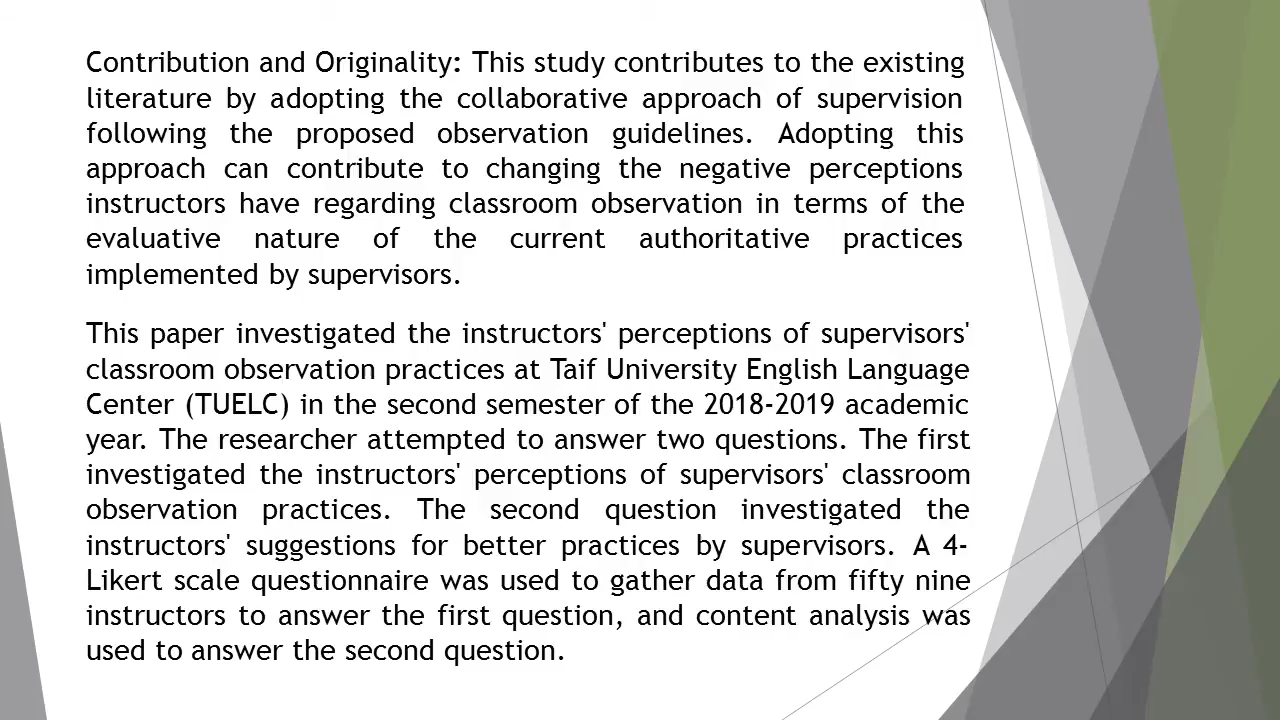 Contribution and Originality: This study contributes to the existing
literature by adopting the collaborative approach of supervision
following the proposed observation guidelines. Adopting this
approach can contribute to changing the negative perceptions
instructors have regarding classroom observation in terms of the
evaluative nature of the current authoritative practices
implemented by supervisors.
This paper investigated the instructors' perceptions of supervisors'
classroom observation practices at Taif University English Language
Center (TUELC) in the second semester of the 2018-2019 academic
year. The researcher attempted to answer two questions. The first
investigated the instructors' perceptions of supervisors' classroom
observation practices. The second question investigated the
instructors' suggestions for better practices by supervisors. A 4-
Likert scale questionnaire was used to gather data from fifty nine
instructors to answer the first question, and content analysis was
used to answer the second question.